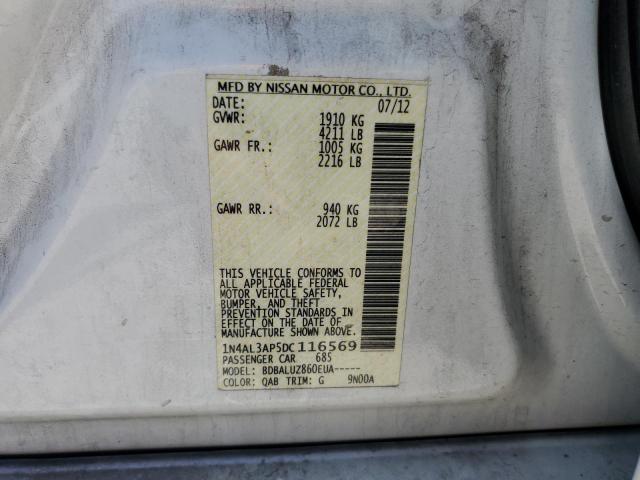 MFD BY NISSAN MOTOR CO., LTD.
DATE: 07/12
GVWR: 1910 KG
4211 LB
GAWR FR.: 1005 KG
2216 LB
GAWR RR.: 940 KG
2072 LB
THIS VEHICLE CONFORMS TO
ALL APPLICABLE FEDERAL
MOTOR VEHICLE SAFETY,
BUMPER, AND THEFT
PREVENTION STANDARDS
IN EFFECT ON THE DATE OF
MANUFACTURE SHOWN ABOVE.
1N4AL3AP5DC116569
PASSENGER CAR 685
MODEL: BDBALUZ860EUA-----
COLOR: QAB TRIM: G 9N00A